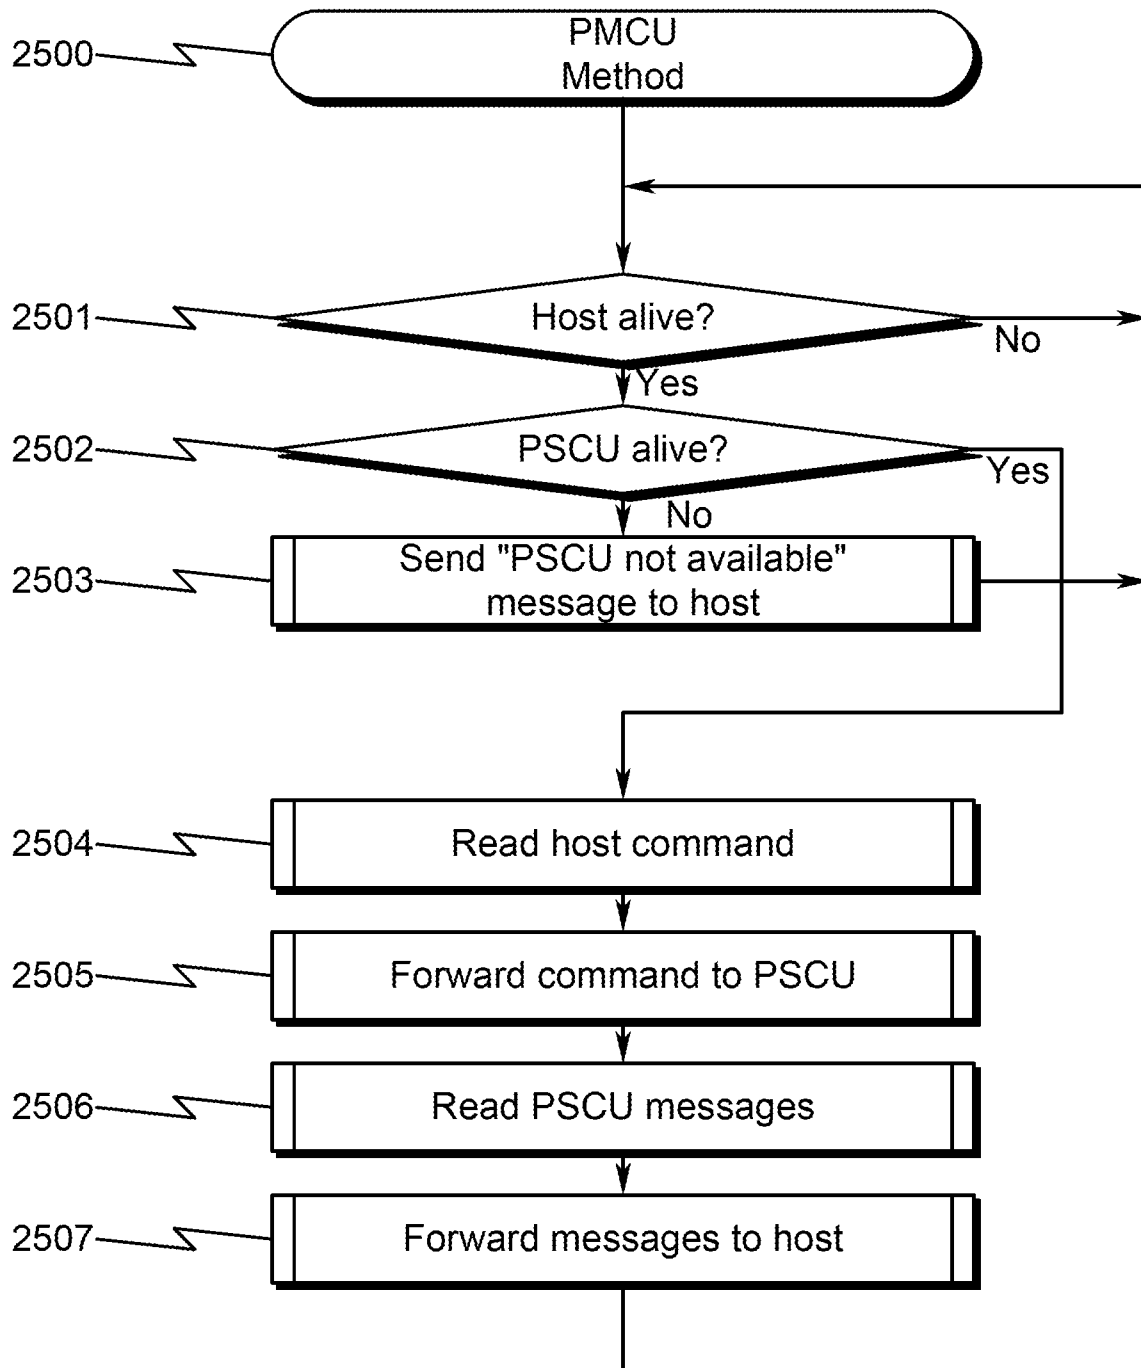 2500
PMCU
Method
2501
Host alive?
No
Yes
2502
PSCU alive?
Yes
No
2503
Send "PSCU not available"
message to host
2504
Read host command
2505
Forward command to PSCU
2506
Read PSCU messages
2507
Forward messages to host